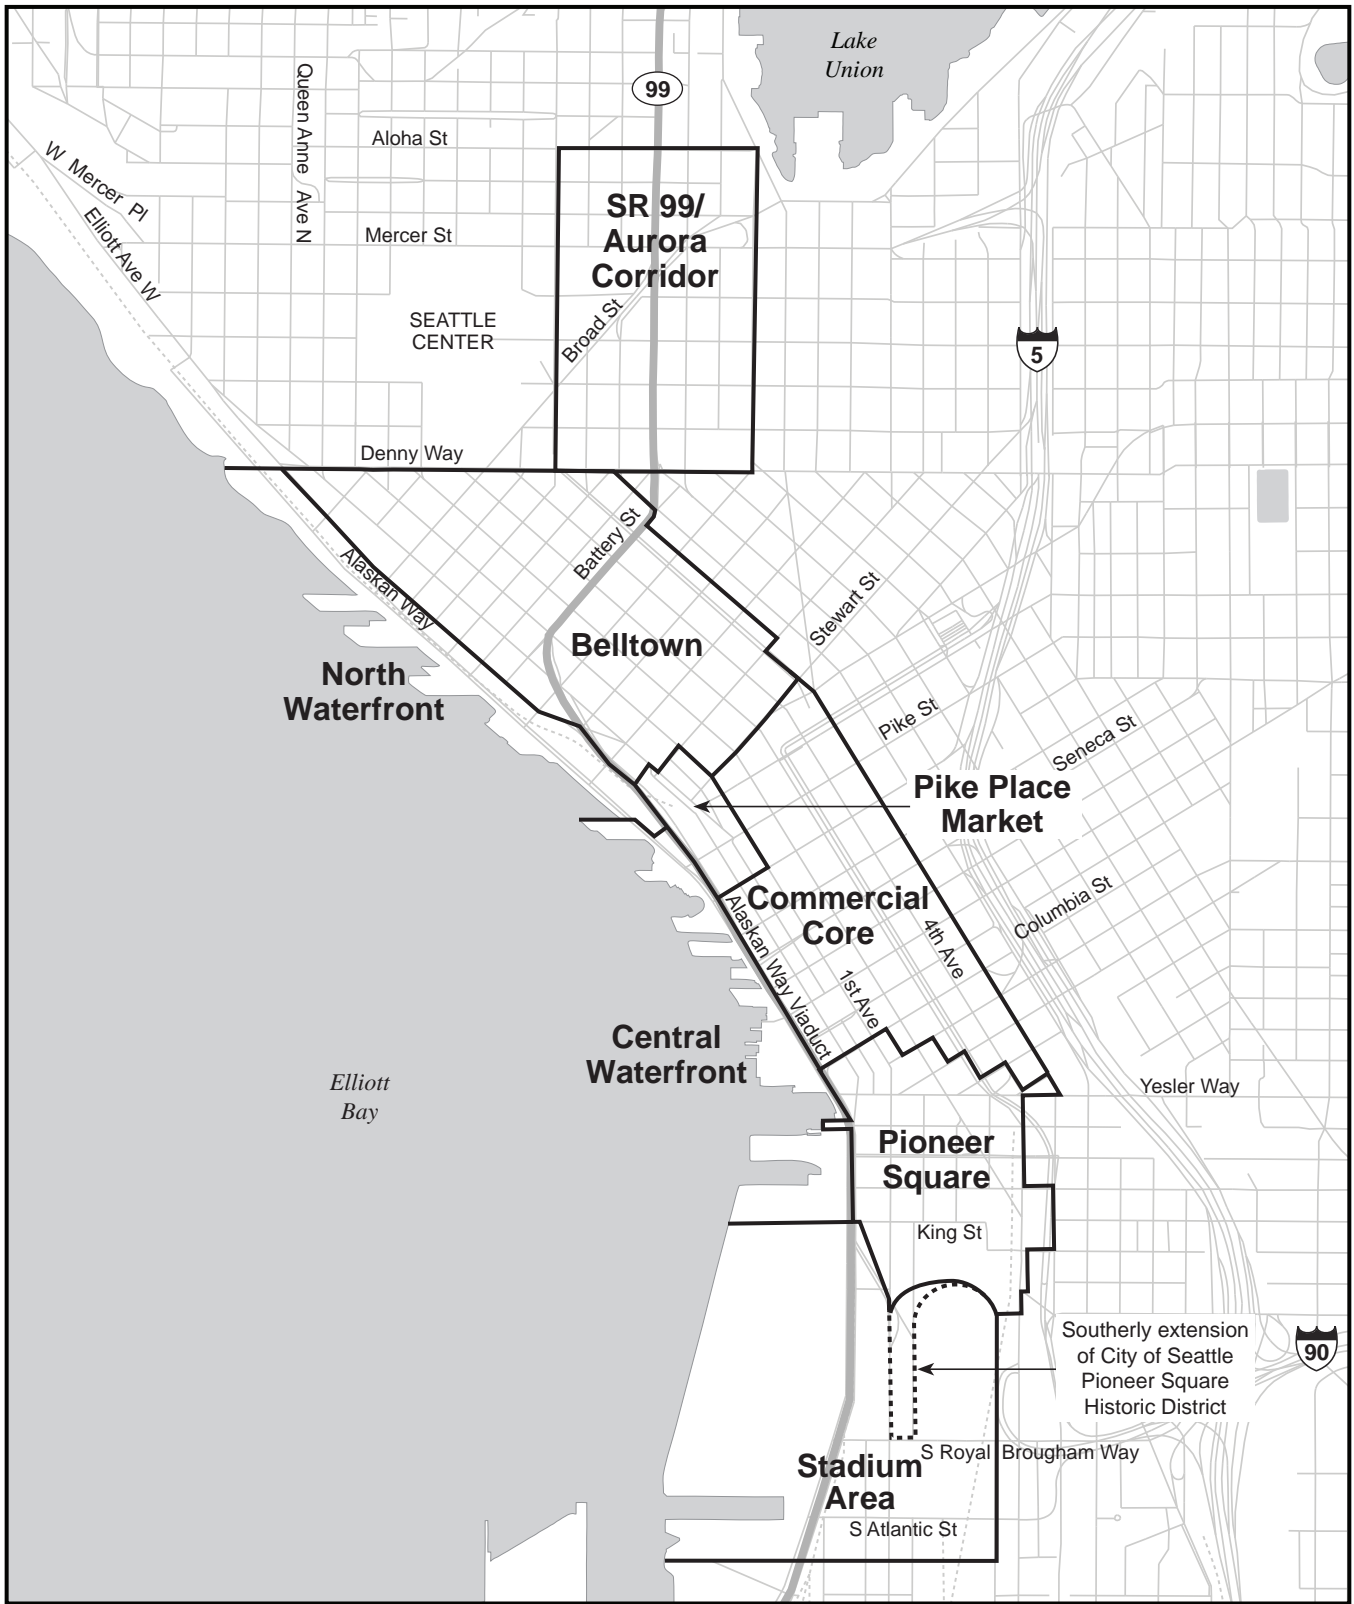 Lake
Union
99
Queen Anne Ave N
Aloha St
W Mercer Pl
SR 99/
Aurora
Corridor
Elliott Ave W
Mercer St
Broad St
SEATTLE
CENTER
5
Denny Way
Battery St
Alaskan Way
Stewart St
Belltown
North
Waterfront
Pike St
Seneca St
Pike Place
Market
Commercial
Core
Columbia St
Alaskan Way Viaduct
4th Ave
1st Ave
Central
Waterfront
Elliott
Bay
Yesler Way
Pioneer
Square
King St
Southerly extension
of City of Seattle
Pioneer Square
Historic District
90
S Royal Brougham Way
Stadium
Area
S Atlantic St